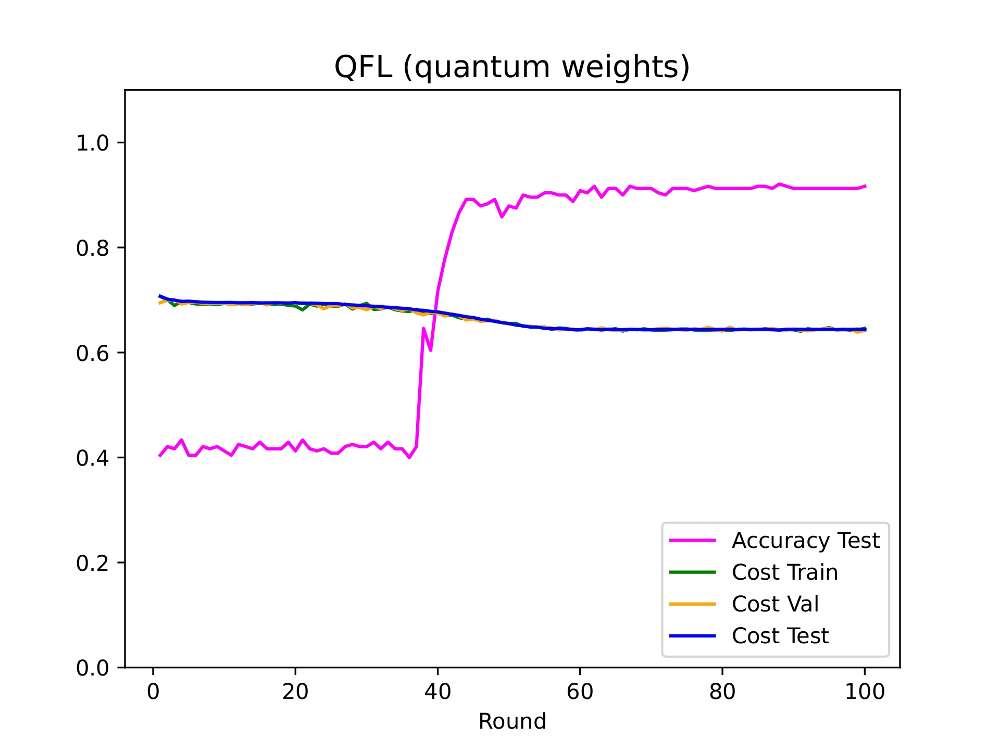 QFL (quantum weights)
1.0
0.8
0.6
0.4
0.2
0.0
0 20 40 60 80 100
Round
Accuracy Test
Cost Train
Cost Val
Cost Test